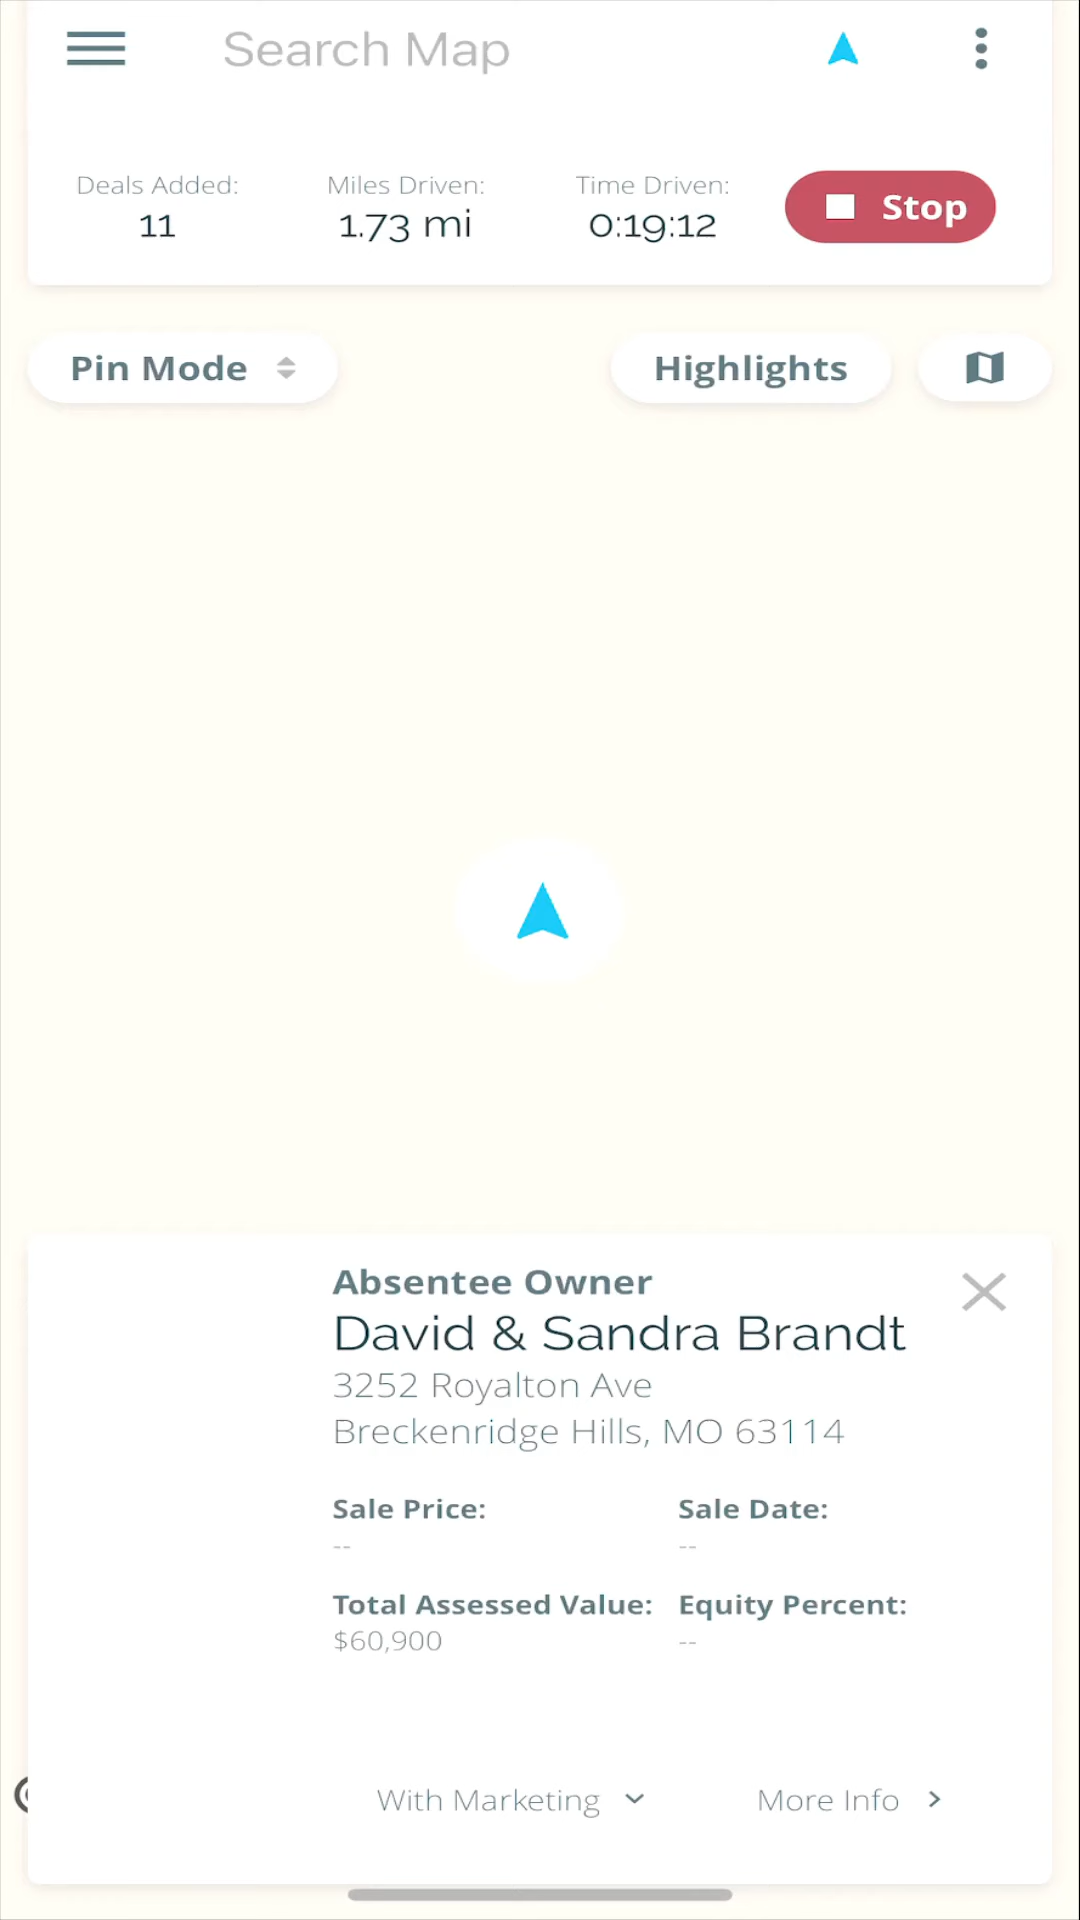 Search Map
Deals Added:
11
Miles Driven:
1.73 mi
Time Driven:
0:19:12
Stop
Pin Mode
Highlights
Absentee Owner
David & Sandra Brandt
3252 Royalton Ave
Breckenridge Hills, MO 63114
Sale Price:
--
Sale Date:
--
Total Assessed Value:
$60,900
Equity Percent:
--
With Marketing
More Info